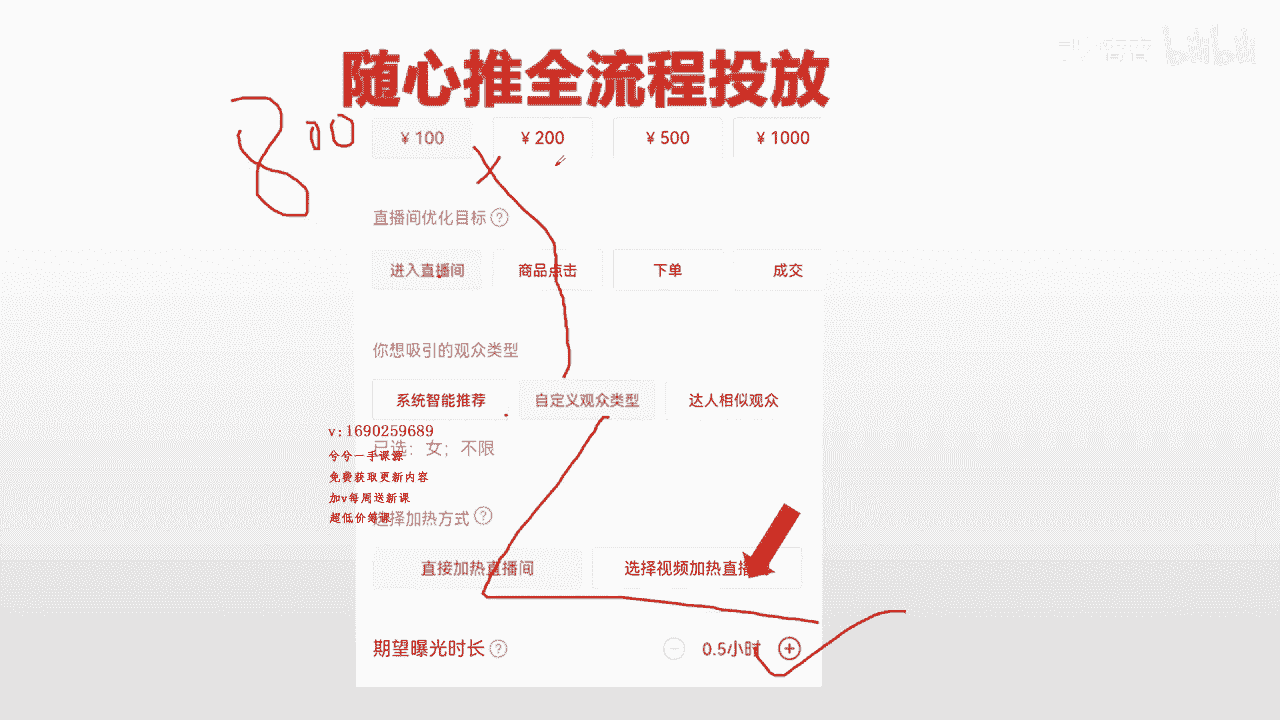 随心推全流程投放
800
¥ 100 ¥ 200 ¥ 500 ¥ 1000
直播间优化目标 ?
进入直播间 商品点击 下单 成交
你想吸引的观众类型
系统智能推荐 自定义观众类型 达人相似观众
v:1690259689
已选：女；不限
兮兮一手课源
免费获取更新内容
加v每周送新课
超低价
选择加热方式 ?
直接加热直播间 选择视频加热直播
期望曝光时长 ? − 0.5小时 +